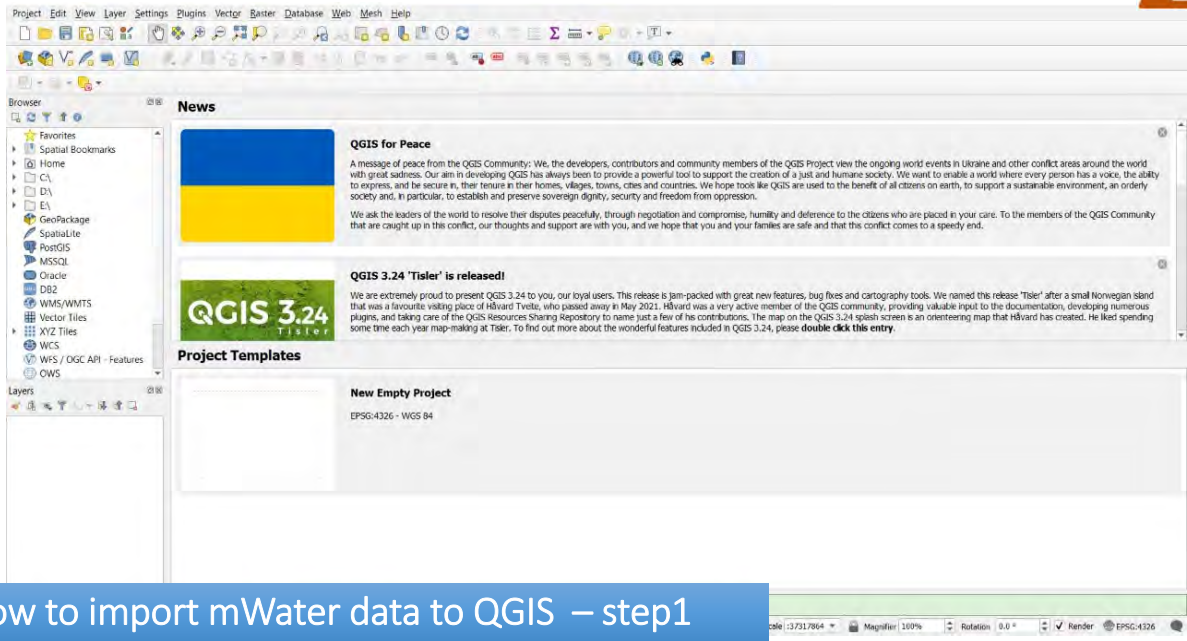 Project Edit View Layer Settings Plugins Vector Raster Database Web Mesh Help
Browser
Favorites
Spatial Bookmarks
Home
C:\
D:\
E:\
GeoPackage
SpatiaLite
PostGIS
MSSQL
Oracle
DB2
WMS/WMTS
Vector Tiles
XYZ Tiles
WCS
WFS / OGC API - Features
OWS
Layers
News
QGIS for Peace
A message of peace from the QGIS Community: We, the developers, contributors and community members of the QGIS Project view the ongoing world events in Ukraine and other conflict areas around the world
with great sadness. Our aim in developing QGIS has always been to provide a powerful tool to support the creation of a just and humane society. We want to enable a world where every person has a voice, the ability
to express, and be secure in, their tenure in their homes, villages, towns, cities and countries. We hope tools like QGIS are used to the benefit of all citizens on earth, to support a sustainable environment, an orderly
society and, in particular, to establish and preserve sovereign dignity, security and freedom from oppression.
We ask the leaders of the world to resolve their disputes peacefully, through negotiation and compromise, humility and deference to the citizens who are placed in your care. To the members of the QGIS Community
that are caught up in this conflict, our thoughts and support are with you, and we hope that you and your families are safe and that this conflict comes to a speedy end.
QGIS 3.24
Tisler
QGIS 3.24 'Tisler' is released!
We are extremely proud to present QGIS 3.24 to you, our loyal users. This release is jam-packed with great new features, bug fixes and cartography tools. We named this release 'Tisler' after a small Norwegian island
that was a favourite visiting place of Håvard Tveite, who passed away in May 2021. Håvard was a very active member of the QGIS community, providing valuable input to the documentation, developing numerous
plugins, and taking care of the QGIS Resources Sharing Repository to name just a few of his contributions. The map on the QGIS 3.24 splash screen is an orienteering map that Håvard has created. He liked spending
some time each year map-making at Tisler. To find out more about the wonderful features included in QGIS 3.24, please double click this entry.
Project Templates
New Empty Project
EPSG:4326 - WGS 84
ow to import mWater data to QGIS – step1
cale :37317864 Magnifier 100% Rotation 0.0 ° Render EPSG:4326